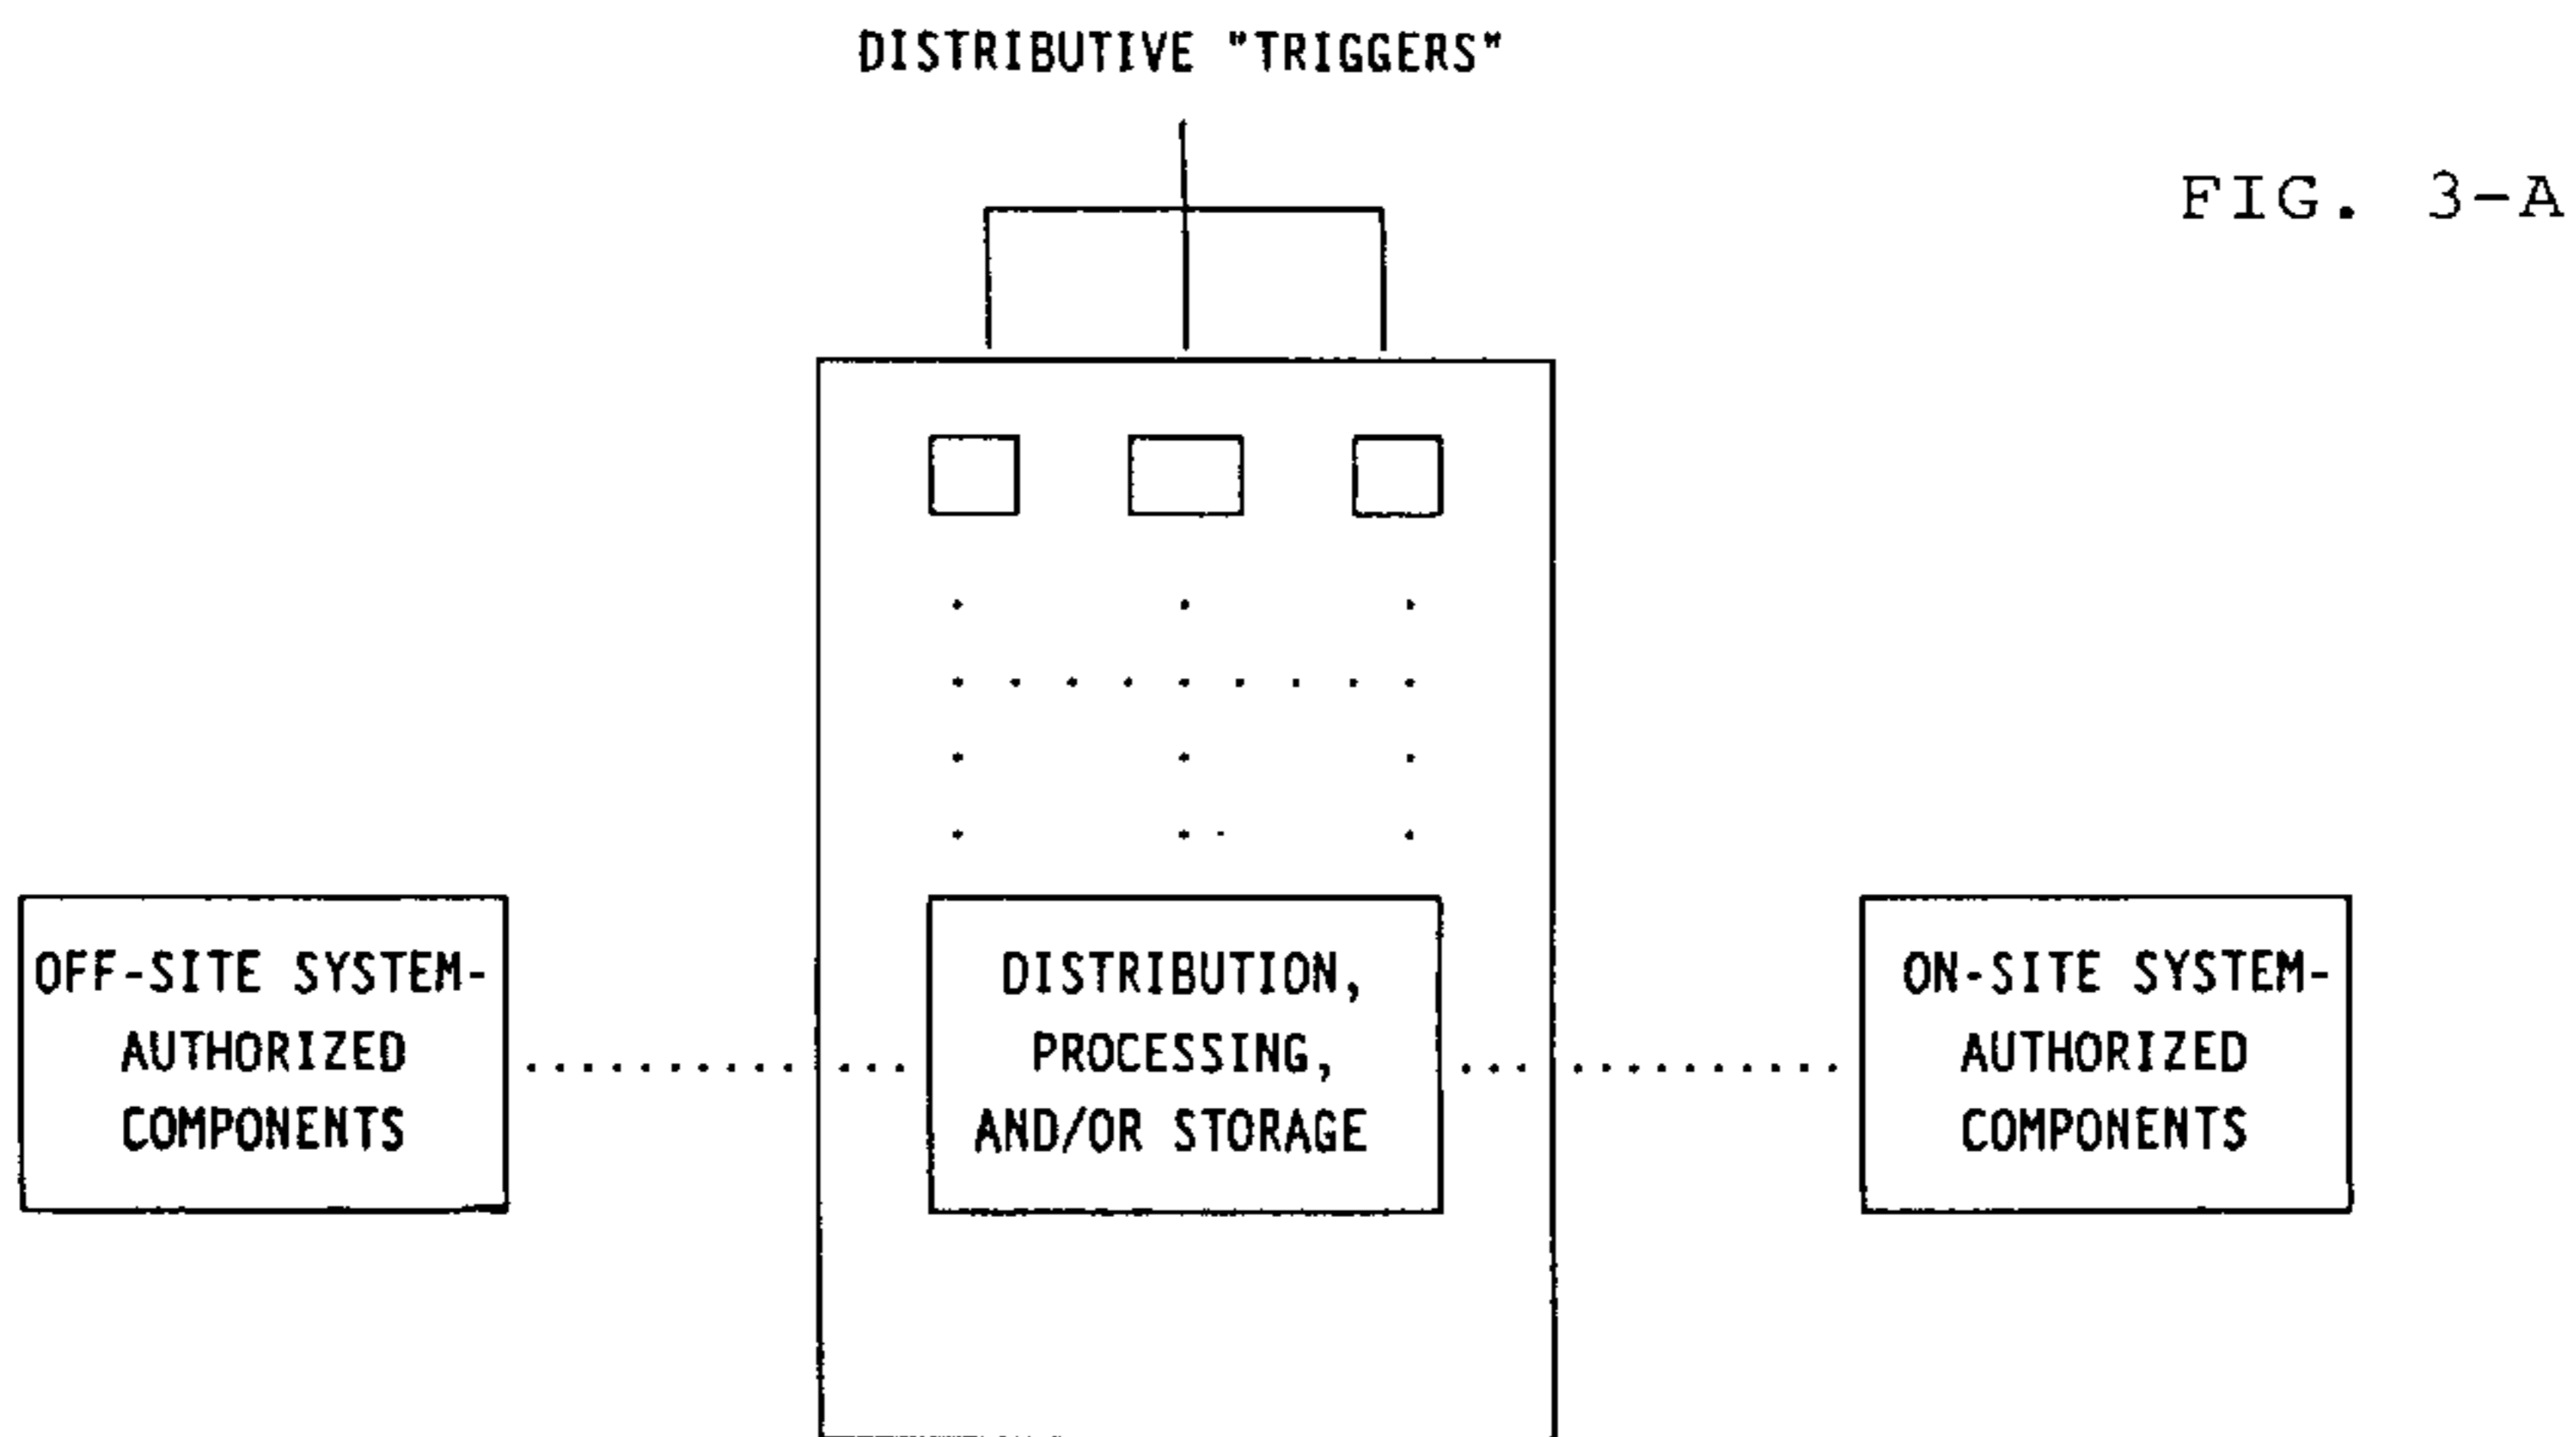 DISTRIBUTIVE "TRIGGERS"
FIG. 3-A
OFF-SITE SYSTEM-
AUTHORIZED
COMPONENTS
DISTRIBUTION,
PROCESSING,
AND/OR STORAGE
ON-SITE SYSTEM-
AUTHORIZED
COMPONENTS